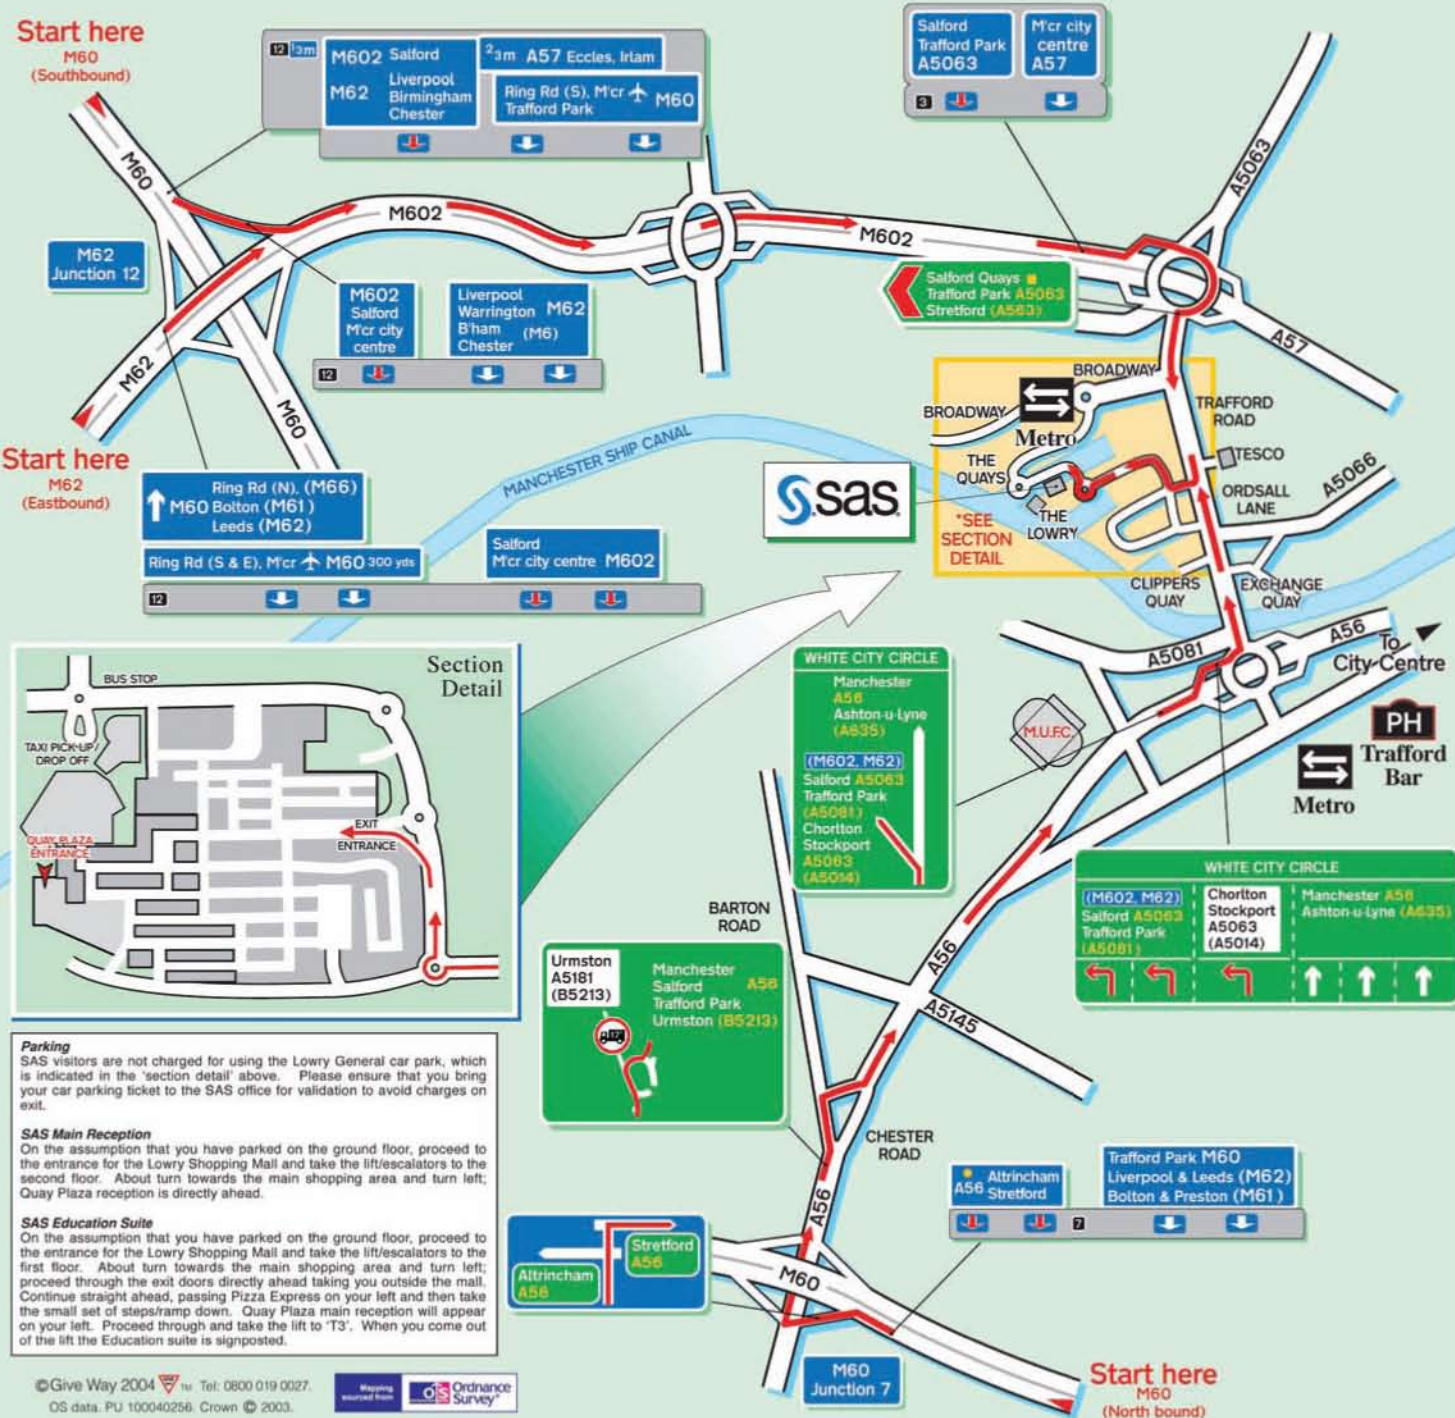 Start here
M60
(Southbound)
12 1/3m
M602 Salford
M62 Liverpool
Birmingham
Chester
2/3m A57 Eccles, Irlam
Ring Rd (S), M'cr M60
Trafford Park
Salford
Trafford Park
A5063
M'cr city
centre
A57
3
M60
M602
M602
A5063
M62
Junction 12
M602
Salford
M'cr city
centre
Liverpool
Warrington M62
B'ham (M6)
Chester
12
Salford Quays
Trafford Park A5063
Stretford (A563)
A57
M62
M60
Start here
M62
(Eastbound)
Ring Rd (N), (M66)
M60 Bolton (M61)
Leeds (M62)
Ring Rd (S & E), M'cr M60 300 yds
Salford
M'cr city centre M602
12
MANCHESTER SHIP CANAL
BROADWAY
BROADWAY
Metro
TRAFFORD
ROAD
TESCO
THE
QUAYS
THE
LOWRY
*SEE
SECTION
DETAIL
ORDSALL
LANE
A5066
CLIPPERS
QUAY
EXCHANGE
QUAY
sas
Section
Detail
BUS STOP
TAXI PICK-UP/
DROP OFF
QUAY PLAZA
ENTRANCE
EXIT
ENTRANCE
WHITE CITY CIRCLE
Manchester
A56
Ashton-u-Lyne
(A635)
(M602, M62)
Salford A5063
Trafford Park
(A5081)
Chorlton
Stockport
A5063
(A5014)
A5081
A56
To
City Centre
M.U.F.C.
PH
Trafford
Bar
Metro
WHITE CITY CIRCLE
(M602, M62)
Salford A5063
Trafford Park
(A5081)
Chorlton
Stockport
A5063
(A5014)
Manchester A56
Ashton-u-Lyne (A635)
BARTON
ROAD
A56
A5145
Urmston
A5181
(B5213)
Manchester
Salford A56
Trafford Park
Urmston (B5213)
CHESTER
ROAD
A56
A56 Altrincham
Stretford
Trafford Park M60
Liverpool & Leeds (M62)
Bolton & Preston (M61)
7
Stretford
A56
Altrincham
A56
M60
M60
Junction 7
Start here
M60
(North bound)
Parking
SAS visitors are not charged for using the Lowry General car park, which
is indicated in the 'section detail' above. Please ensure that you bring
your car parking ticket to the SAS office for validation to avoid charges on
exit.
SAS Main Reception
On the assumption that you have parked on the ground floor, proceed to
the entrance for the Lowry Shopping Mall and take the lift/escalators to the
second floor. About turn towards the main shopping area and turn left;
Quay Plaza reception is directly ahead.
SAS Education Suite
On the assumption that you have parked on the ground floor, proceed to
the entrance for the Lowry Shopping Mall and take the lift/escalators to the
first floor. About turn towards the main shopping area and turn left;
proceed through the exit doors directly ahead taking you outside the mall.
Continue straight ahead, passing Pizza Express on your left and then take
the small set of steps/ramp down. Quay Plaza main reception will appear
on your left. Proceed through and take the lift to 'T3'. When you come out
of the lift the Education suite is signposted.
©Give Way 2004 TM Tel: 0800 019 0027.
OS data. PU 100040256. Crown © 2003.
Mapping
sourced from
OS Ordnance
Survey